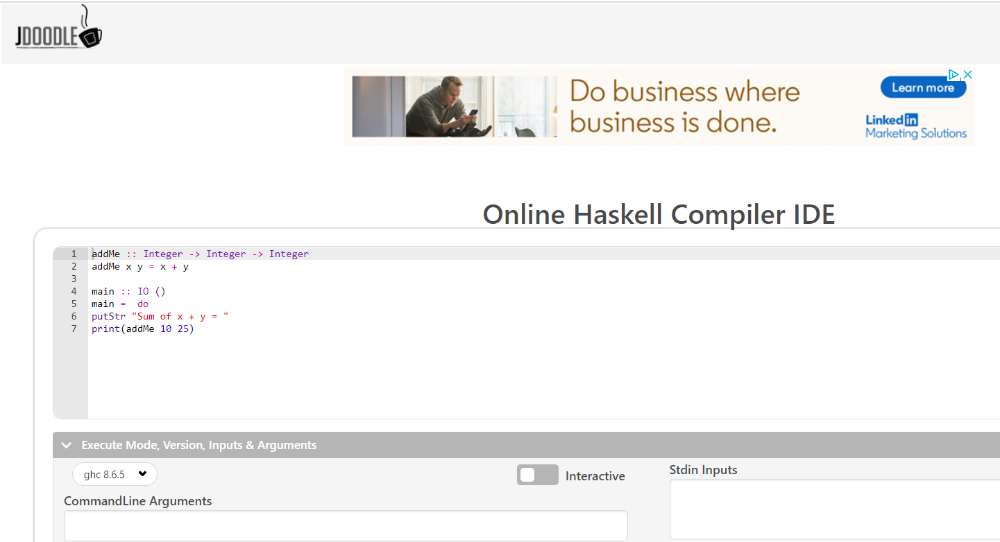 JDOODLE
Do business where
business is done.
Learn more
Linked in
Marketing Solutions
Online Haskell Compiler IDE
1 addMe :: Integer -> Integer -> Integer
2 addMe x y = x + y
3
4 main :: IO ()
5 main =  do
6 putStr "Sum of x + y = "
7 print(addMe 10 25)
Execute Mode, Version, Inputs & Arguments
ghc 8.6.5
Interactive
Stdin Inputs
CommandLine Arguments